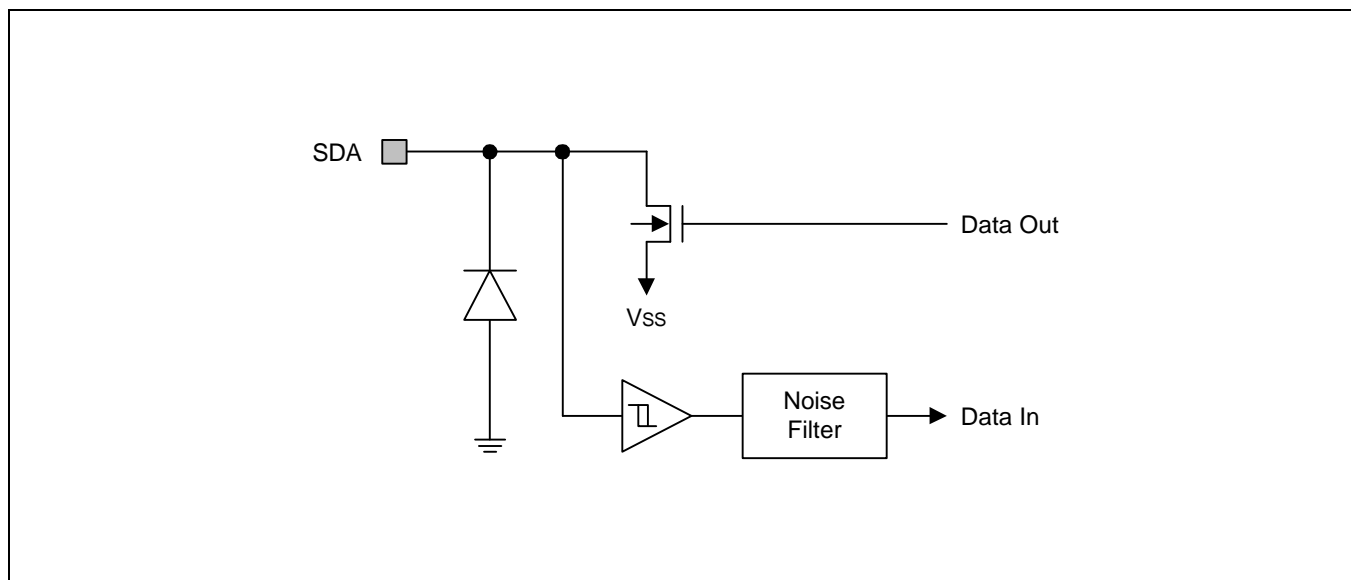 SDA
Data Out
VSS
Noise
Filter
Data In